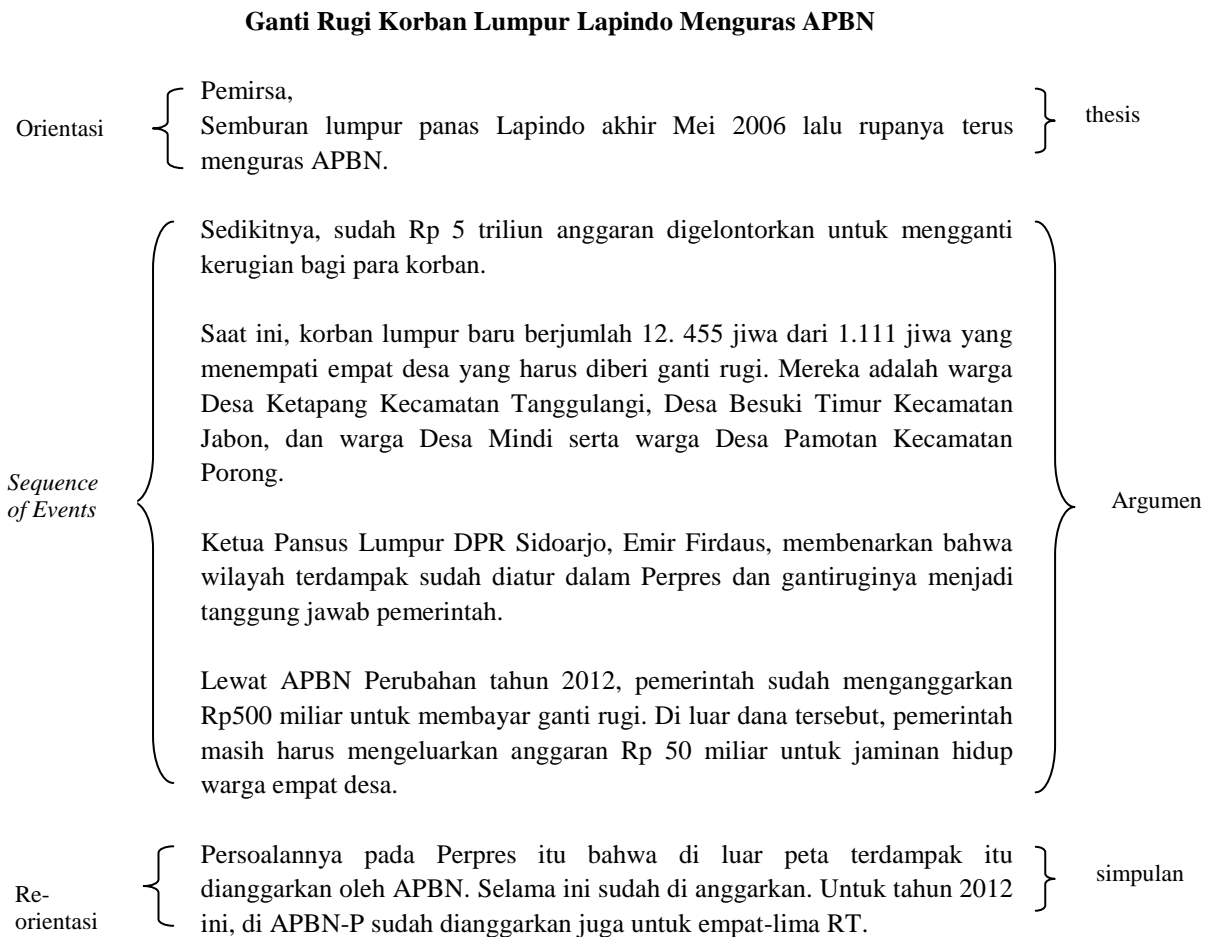 Ganti Rugi Korban Lumpur Lapindo Menguras APBN
Orientasi
Pemirsa,
Semburan lumpur panas Lapindo akhir Mei 2006 lalu rupanya terus
menguras APBN.
thesis
Sedikitnya, sudah Rp 5 triliun anggaran digelontorkan untuk mengganti
kerugian bagi para korban.
Saat ini, korban lumpur baru berjumlah 12. 455 jiwa dari 1.111 jiwa yang
menempati empat desa yang harus diberi ganti rugi. Mereka adalah warga
Desa Ketapang Kecamatan Tanggulangi, Desa Besuki Timur Kecamatan
Jabon, dan warga Desa Mindi serta warga Desa Pamotan Kecamatan
Porong.
Sequence
of Events
Argumen
Ketua Pansus Lumpur DPR Sidoarjo, Emir Firdaus, membenarkan bahwa
wilayah terdampak sudah diatur dalam Perpres dan gantiruginya menjadi
tanggung jawab pemerintah.
Lewat APBN Perubahan tahun 2012, pemerintah sudah menganggarkan
Rp500 miliar untuk membayar ganti rugi. Di luar dana tersebut, pemerintah
masih harus mengeluarkan anggaran Rp 50 miliar untuk jaminan hidup
warga empat desa.
Re-
orientasi
Persoalannya pada Perpres itu bahwa di luar peta terdampak itu
dianggarkan oleh APBN. Selama ini sudah di anggarkan. Untuk tahun 2012
ini, di APBN-P sudah dianggarkan juga untuk empat-lima RT.
simpulan